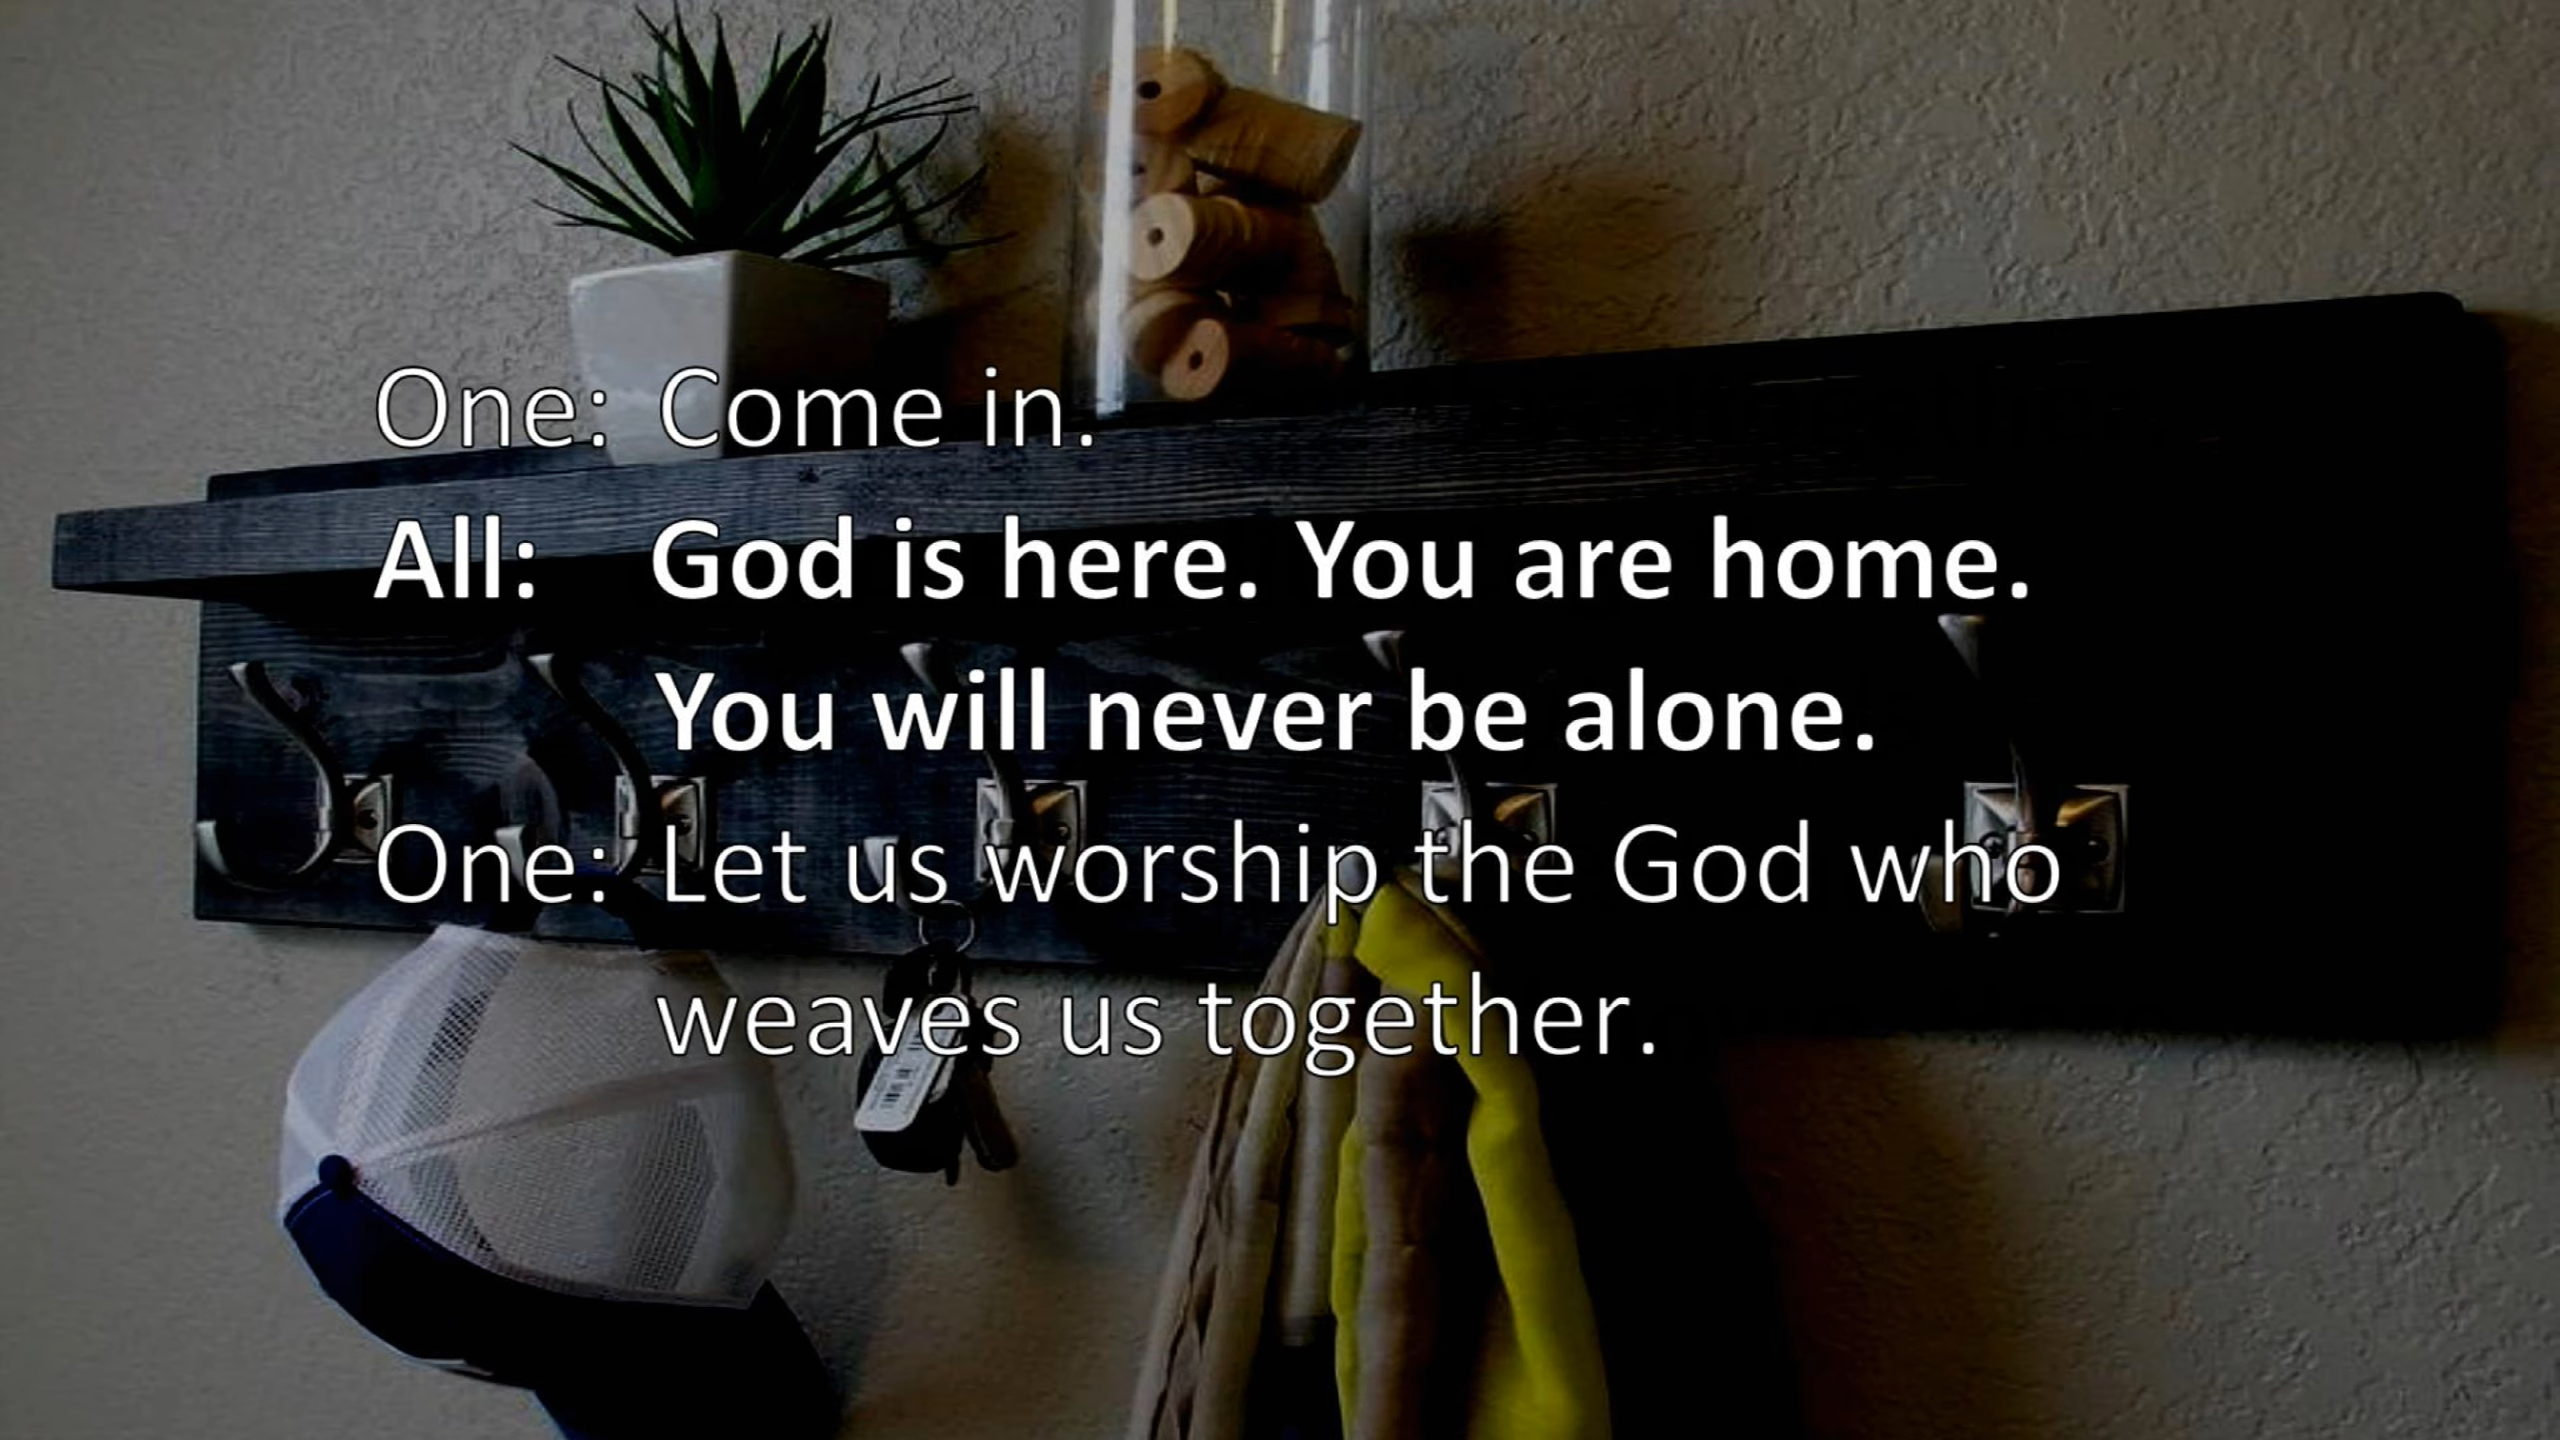 One: Come in.
All: God is here. You are home.
You will never be alone.
One: Let us worship the God who
weaves us together.